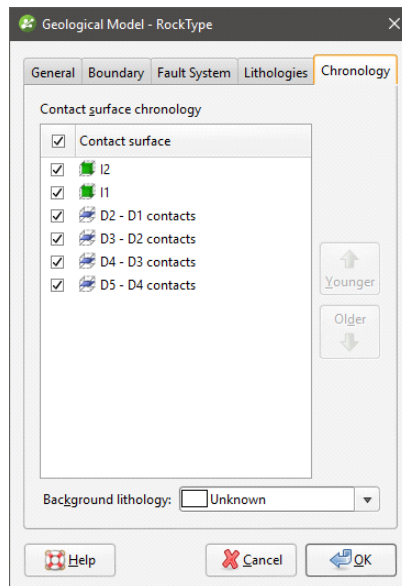 Geological Model - RockType
General Boundary Fault System Lithologies Chronology
Contact surface chronology
Contact surface
I2
I1
D2 - D1 contacts
D3 - D2 contacts
D4 - D3 contacts
D5 - D4 contacts
Younger
Older
Background lithology: Unknown
Help Cancel OK